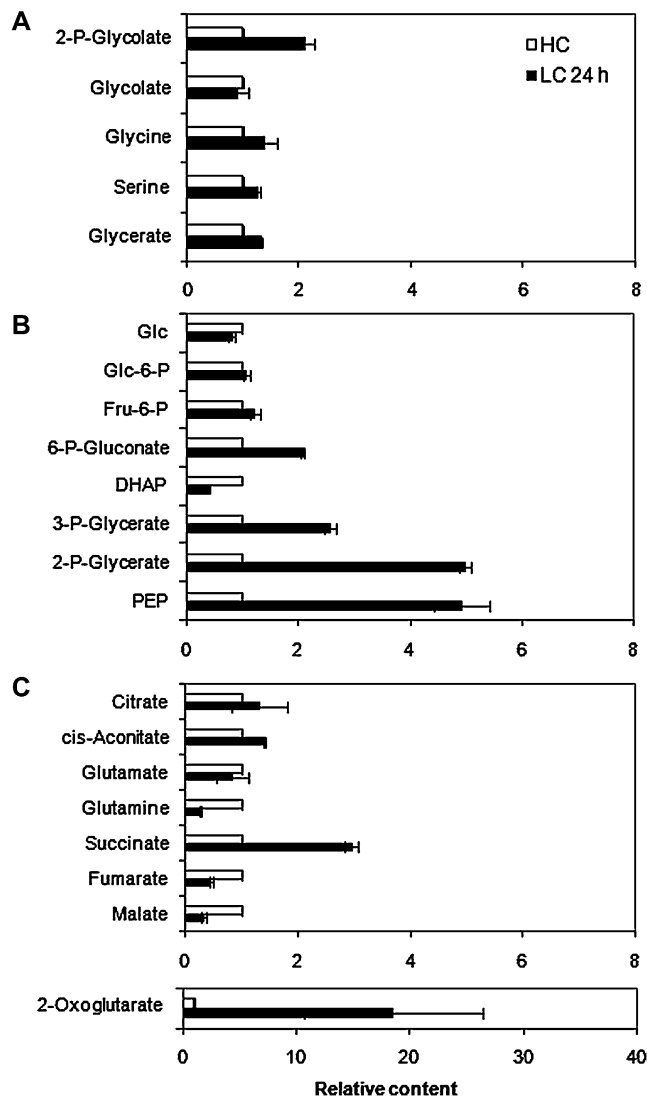 A
2-P-Glycolate
HC
LC 24 h
Glycolate
Glycine
Serine
Glycerate
0 2 4 6 8
B
Glc
Glc-6-P
Fru-6-P
6-P-Gluconate
DHAP
3-P-Glycerate
2-P-Glycerate
PEP
0 2 4 6 8
C
Citrate
cis-Aconitate
Glutamate
Glutamine
Succinate
Fumarate
Malate
0 2 4 6 8
2-Oxoglutarate
0 10 20 30 40
Relative content